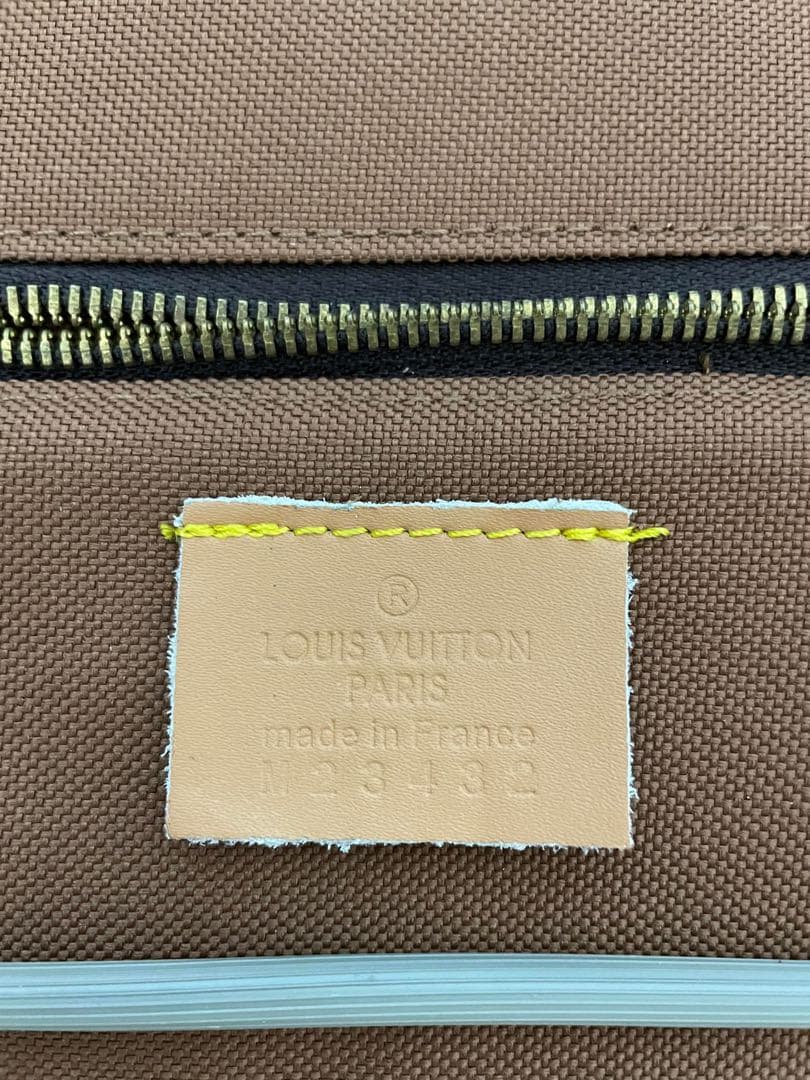 ®
LOUIS VUITTON
PARIS
made in France
M23432